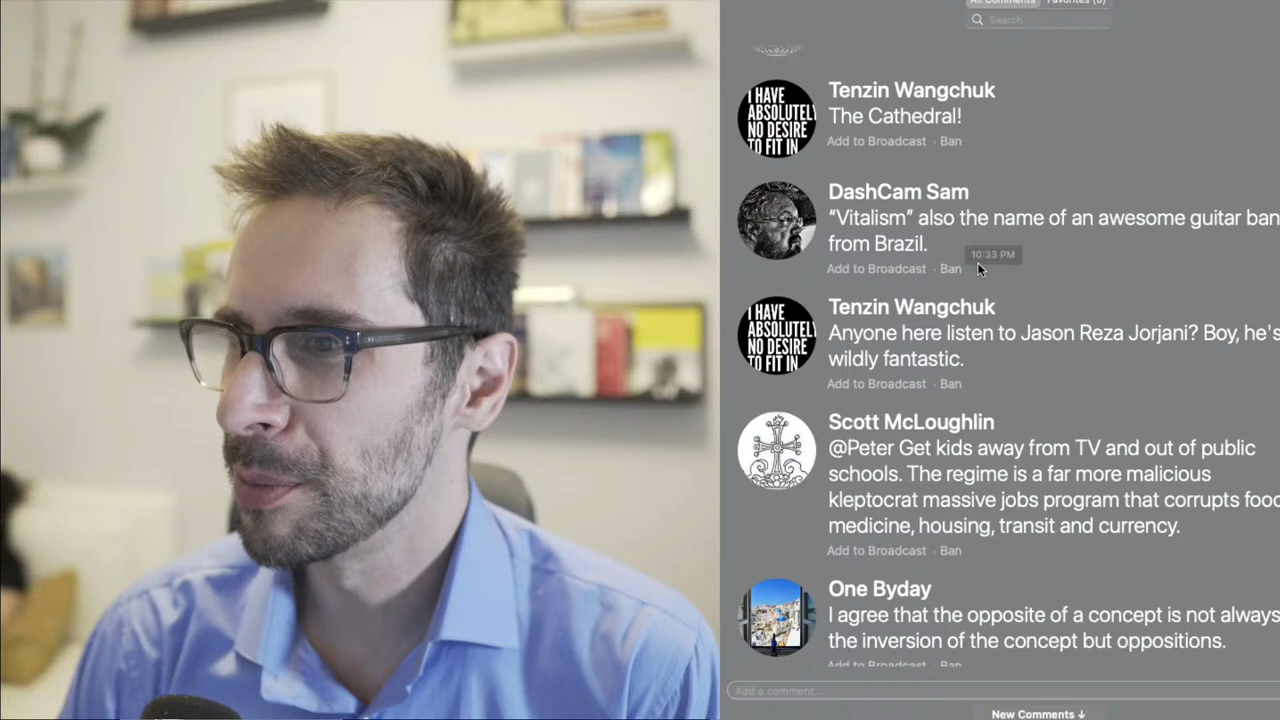 All Comments Favorites (0)
Search
I HAVE
ABSOLUTELY
NO DESIRE
TO FIT IN
Tenzin Wangchuk
The Cathedral!
Add to Broadcast · Ban
DashCam Sam
“Vitalism” also the name of an awesome guitar ban
from Brazil.
10:33 PM
Add to Broadcast · Ban
I HAVE
ABSOLUTELY
NO DESIRE
TO FIT IN
Tenzin Wangchuk
Anyone here listen to Jason Reza Jorjani? Boy, he's
wildly fantastic.
Add to Broadcast · Ban
Scott McLoughlin
@Peter Get kids away from TV and out of public
schools. The regime is a far more malicious
kleptocrat massive jobs program that corrupts food
medicine, housing, transit and currency.
Add to Broadcast · Ban
One Byday
I agree that the opposite of a concept is not always
the inversion of the concept but oppositions.
Add to Broadcast · Ban
Add a comment...
New Comments ↓